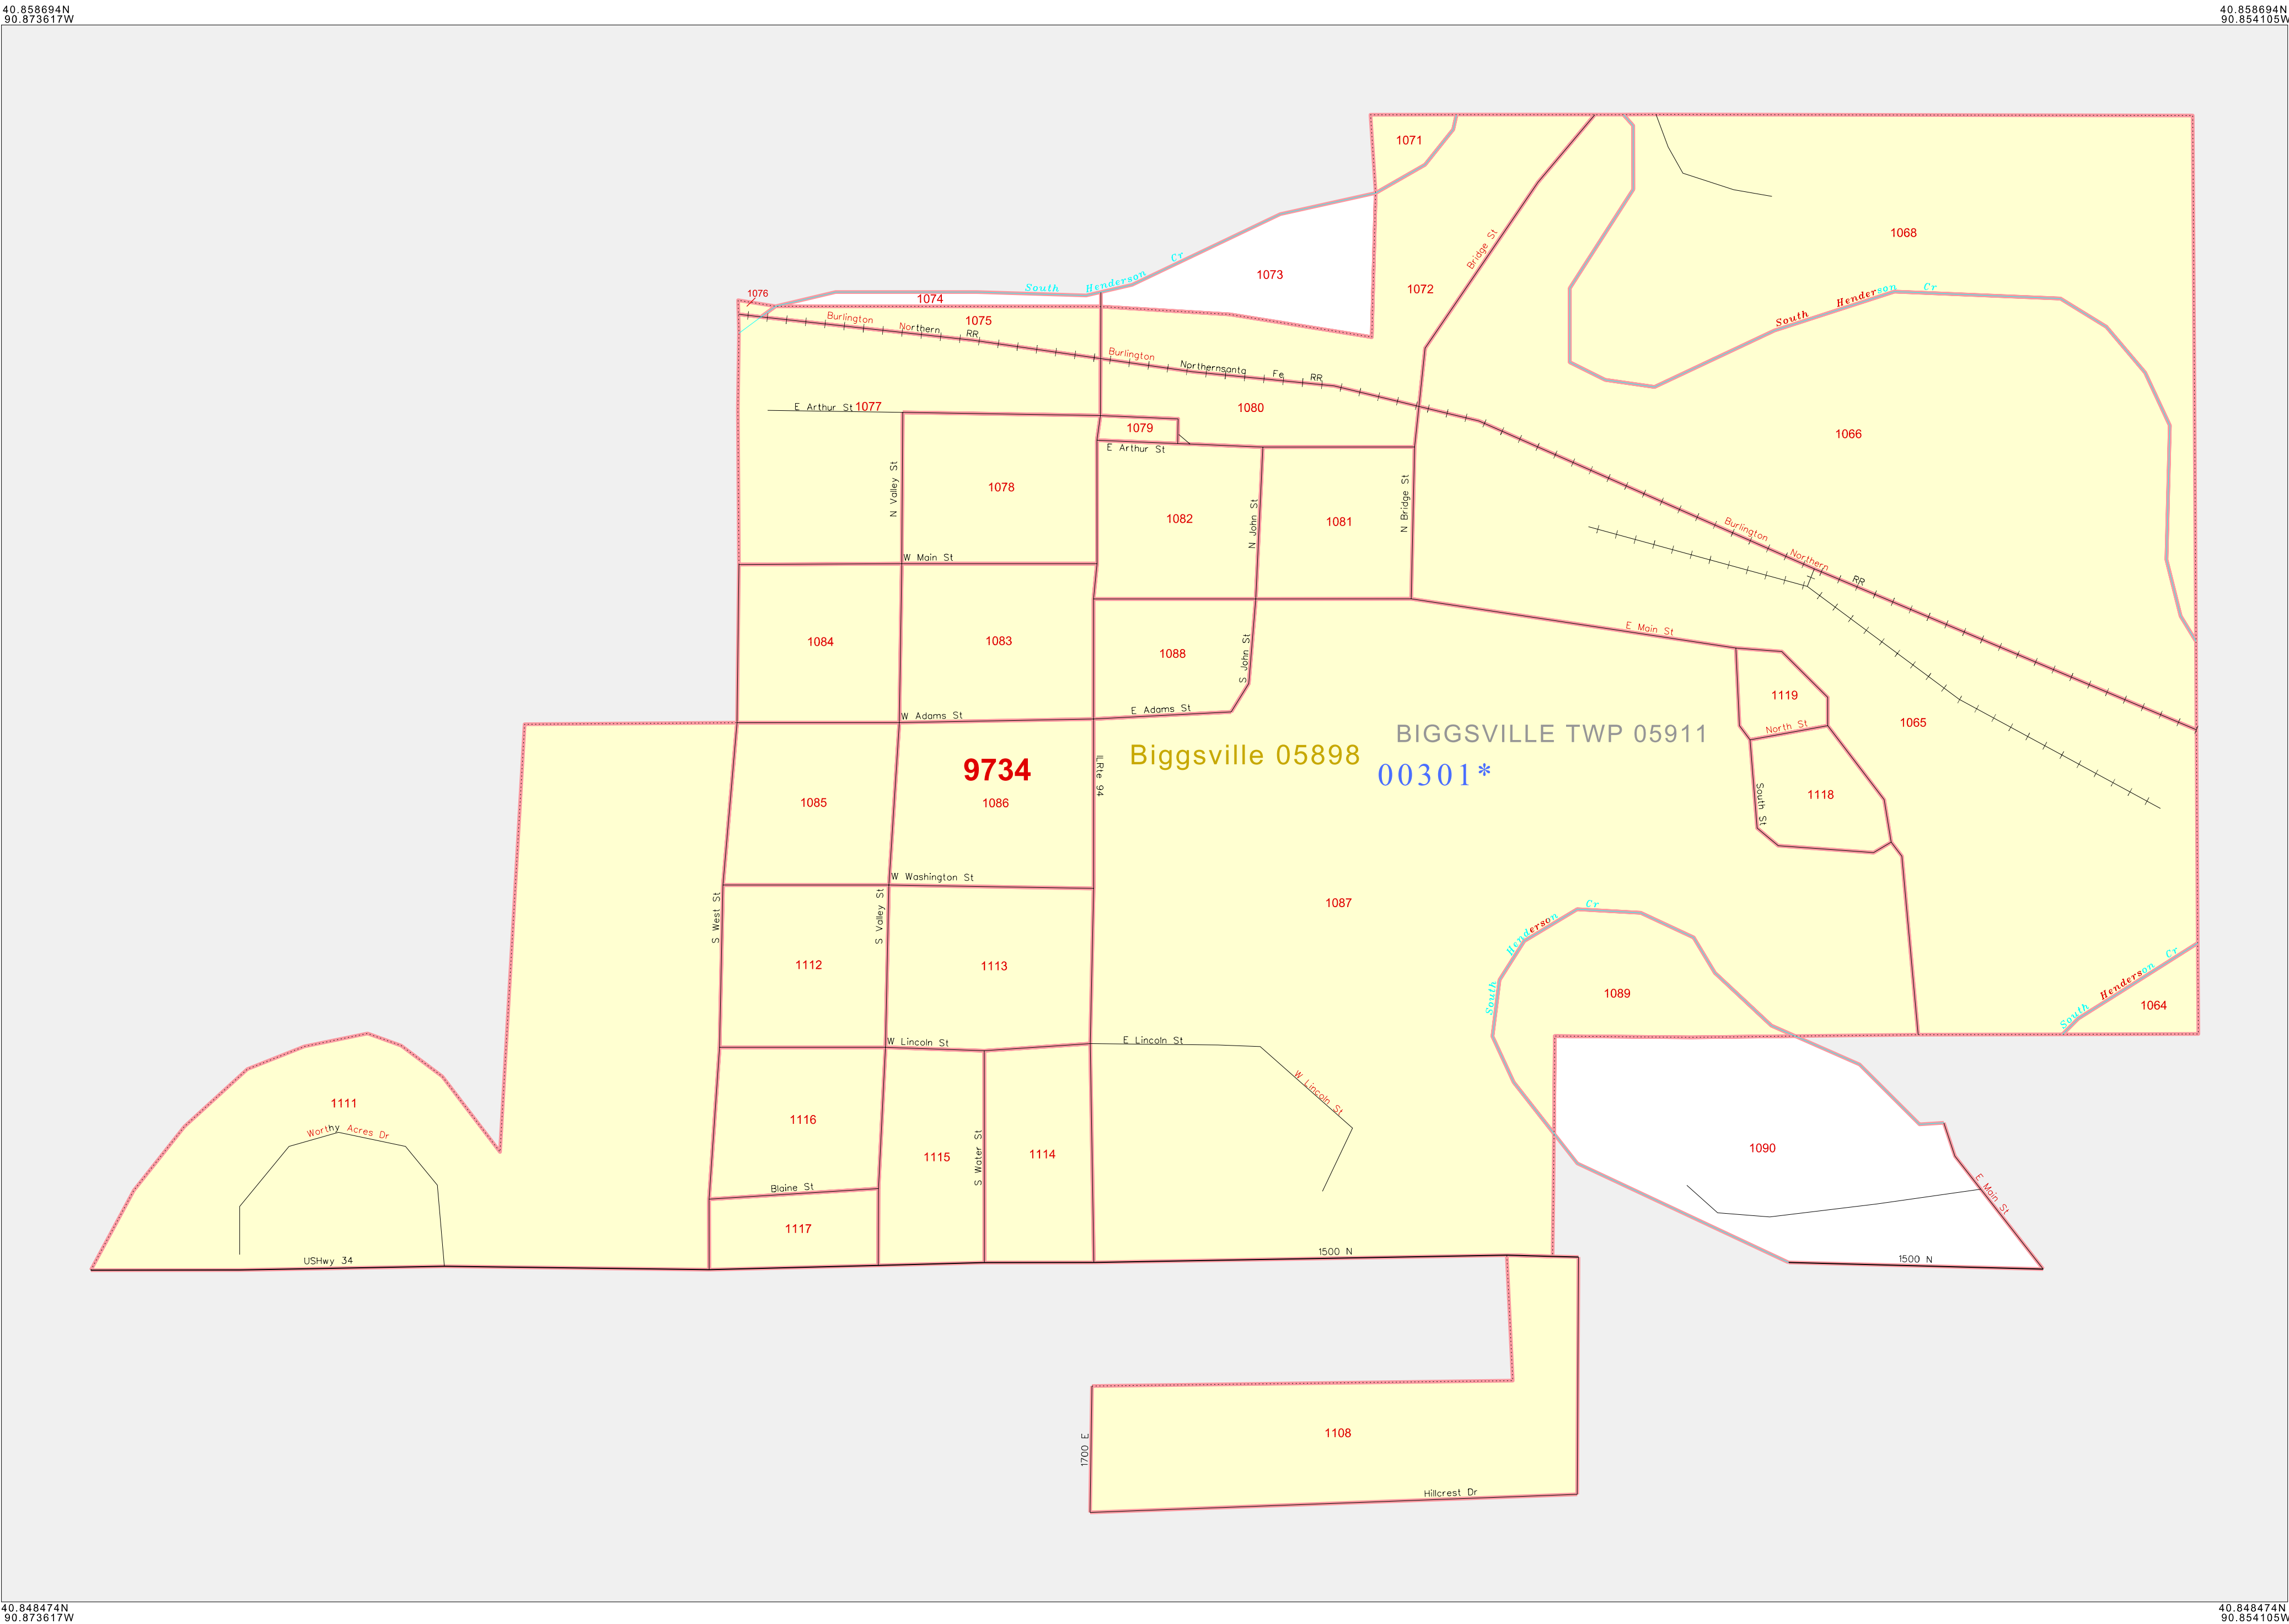 40.858694N
90.873617W
40.858694N
90.854105W
1071
1068
Bridge St
South Henderson Cr
1073
1072
1076
1074
1075
Burlington Northern RR
South Henderson Cr
Burlington Northernsanta Fe RR
E Arthur St
1077
1080
1079
E Arthur St
1066
N Valley St
1078
1082
N John St
1081
N Bridge St
Burlington Northern RR
W Main St
E Main St
1084
1083
1088
S John St
1119
W Adams St
E Adams St
North St
1065
BIGGSVILLE TWP 05911
Biggsville 05898
00301*
9734
ILRte 94
1085
1086
South St
1118
W Washington St
S West St
S Valley St
1087
South Henderson Cr
1112
1113
1089
South Henderson Cr
1064
W Lincoln St
E Lincoln St
W Lincoln St
1111
Worthy Acres Dr
1116
1115
S Water St
1114
1090
Blaine St
1117
E Main St
USHwy 34
1500 N
1500 N
1700 E
1108
Hillcrest Dr
40.848474N
90.873617W
40.848474N
90.854105W